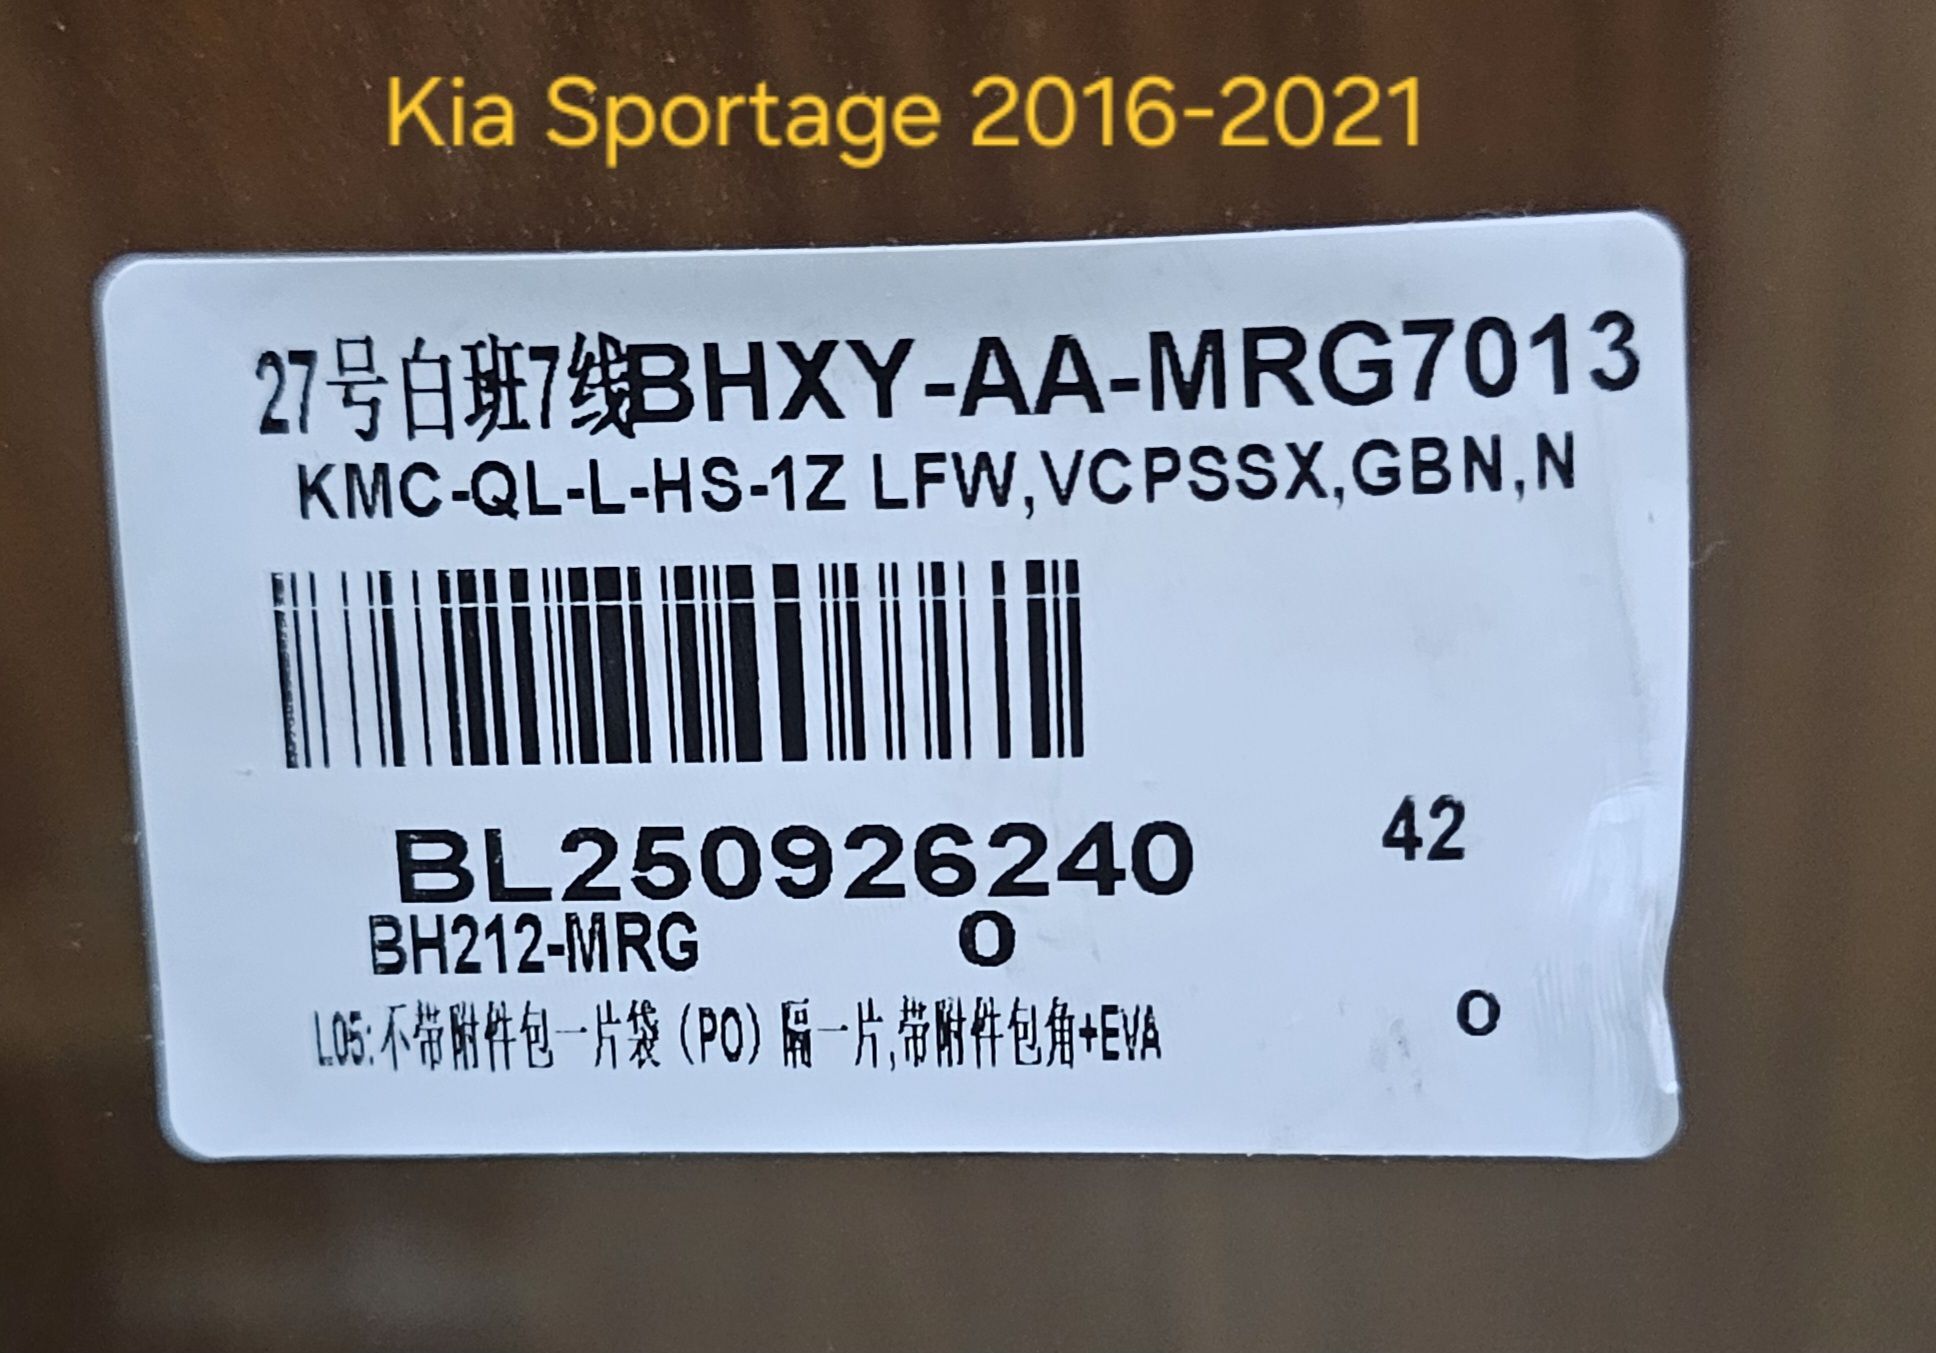 Kia Sportage 2016-2021
27号白班7线BHXY-AA-MRG7013
KMC-QL-L-HS-1Z LFW,VCPSSX,GBN,N
BL250926240 42
BH212-MRG O
L05:不带附件包一片袋（PO）隔一片,带附件包角+EVA O